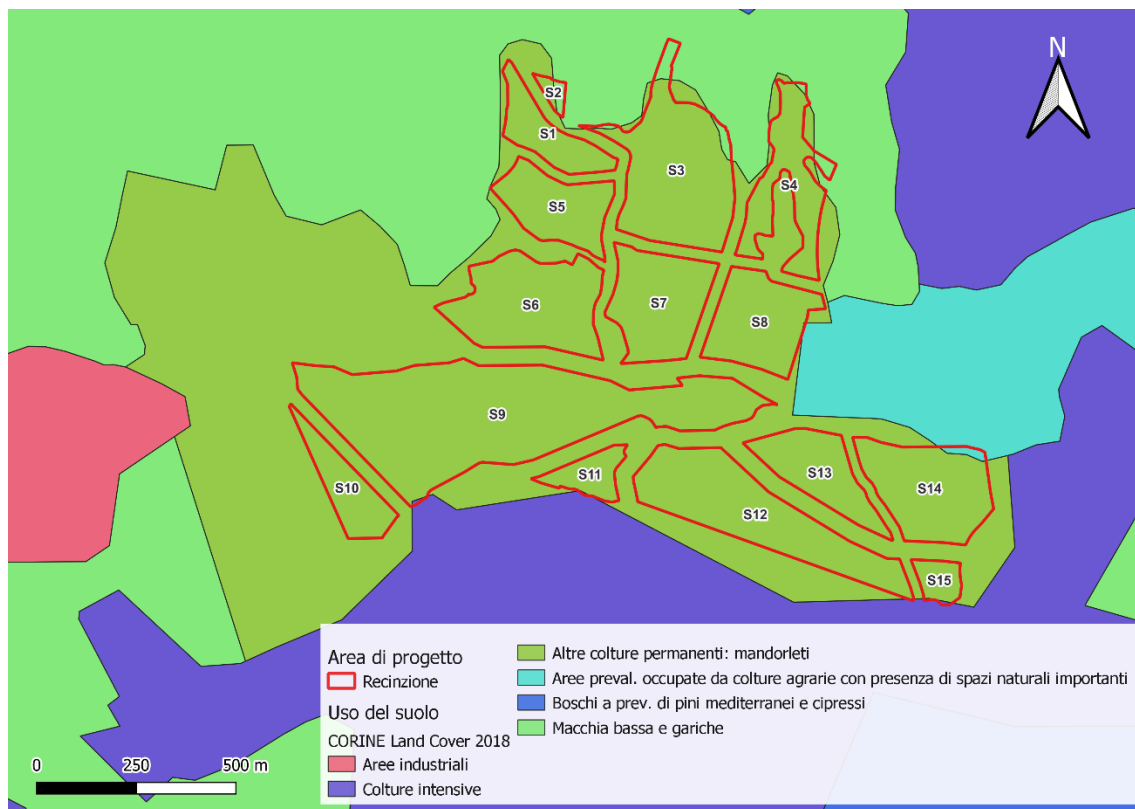 N
S2
S1
S3
S4
S5
S6
S7
S8
S9
S10
S11
S12
S13
S14
S15
Area di progetto
Recinzione
Uso del suolo
CORINE Land Cover 2018
Aree industriali
Colture intensive
Altre colture permanenti: mandorleti
Aree preval. occupate da colture agrarie con presenza di spazi naturali importanti
Boschi a prev. di pini mediterranei e cipressi
Macchia bassa e gariche
0 250 500 m